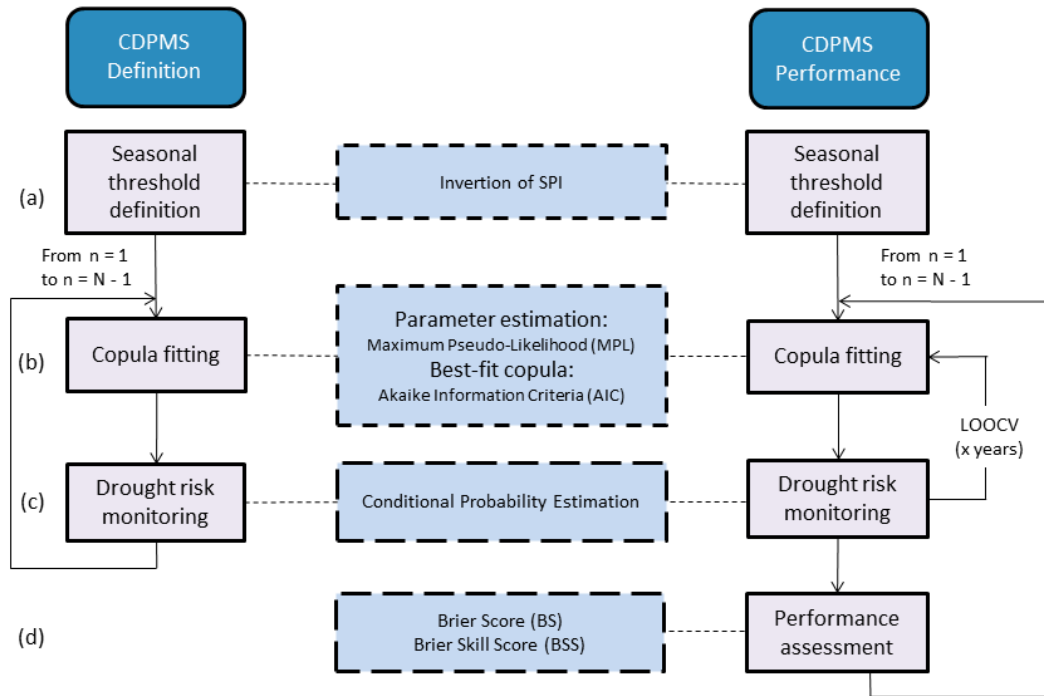 CDPMS
Definition
CDPMS
Performance
(a)
Seasonal
threshold
definition
Invertion of SPI
Seasonal
threshold
definition
From n = 1
to n = N - 1
From n = 1
to n = N - 1
(b)
Copula fitting
Parameter estimation:
Maximum Pseudo-Likelihood (MPL)
Best-fit copula:
Akaike Information Criteria (AIC)
Copula fitting
LOOCV
(x years)
(c)
Drought risk
monitoring
Conditional Probability Estimation
Drought risk
monitoring
(d)
Brier Score (BS)
Brier Skill Score (BSS)
Performance
assessment